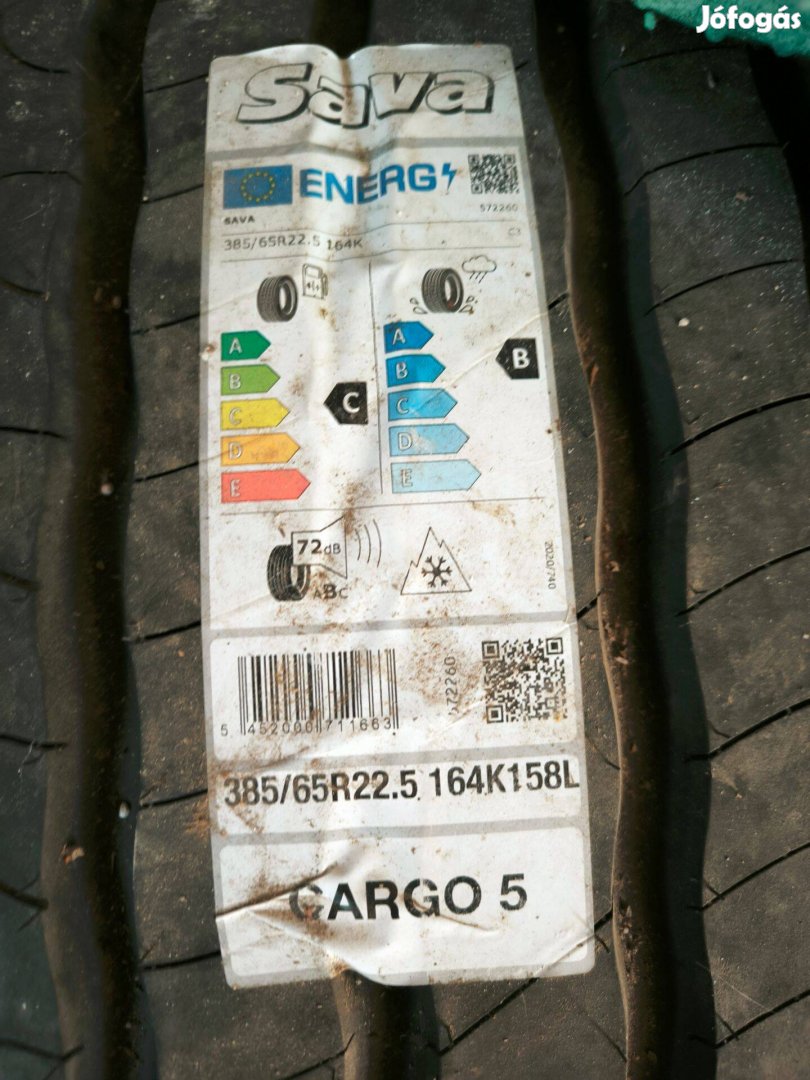 Jófogás
Sava
ENERG
SAVA
572260
385/65R22.5 164K
C3
A
B
C
D
E
C
A
B
C
D
E
B
72dB
ABC
2020/740
5 452000 711663
572260
385/65R22.5 164K158L
CARGO 5